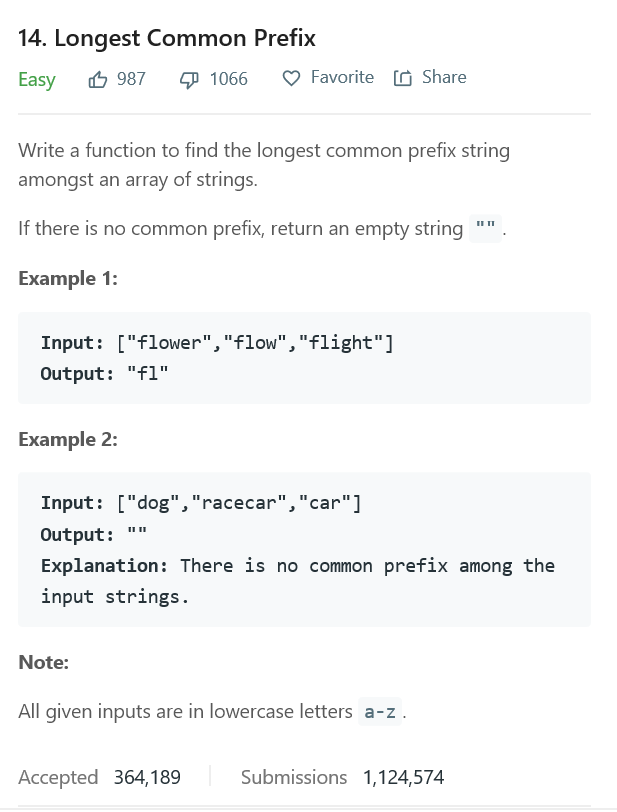 14. Longest Common Prefix
Easy 987 1066 Favorite Share
Write a function to find the longest common prefix string
amongst an array of strings.
If there is no common prefix, return an empty string "".
Example 1:
Input: ["flower","flow","flight"]
Output: "fl"
Example 2:
Input: ["dog","racecar","car"]
Output: ""
Explanation: There is no common prefix among the
input strings.
Note:
All given inputs are in lowercase letters a-z.
Accepted 364,189 Submissions 1,124,574